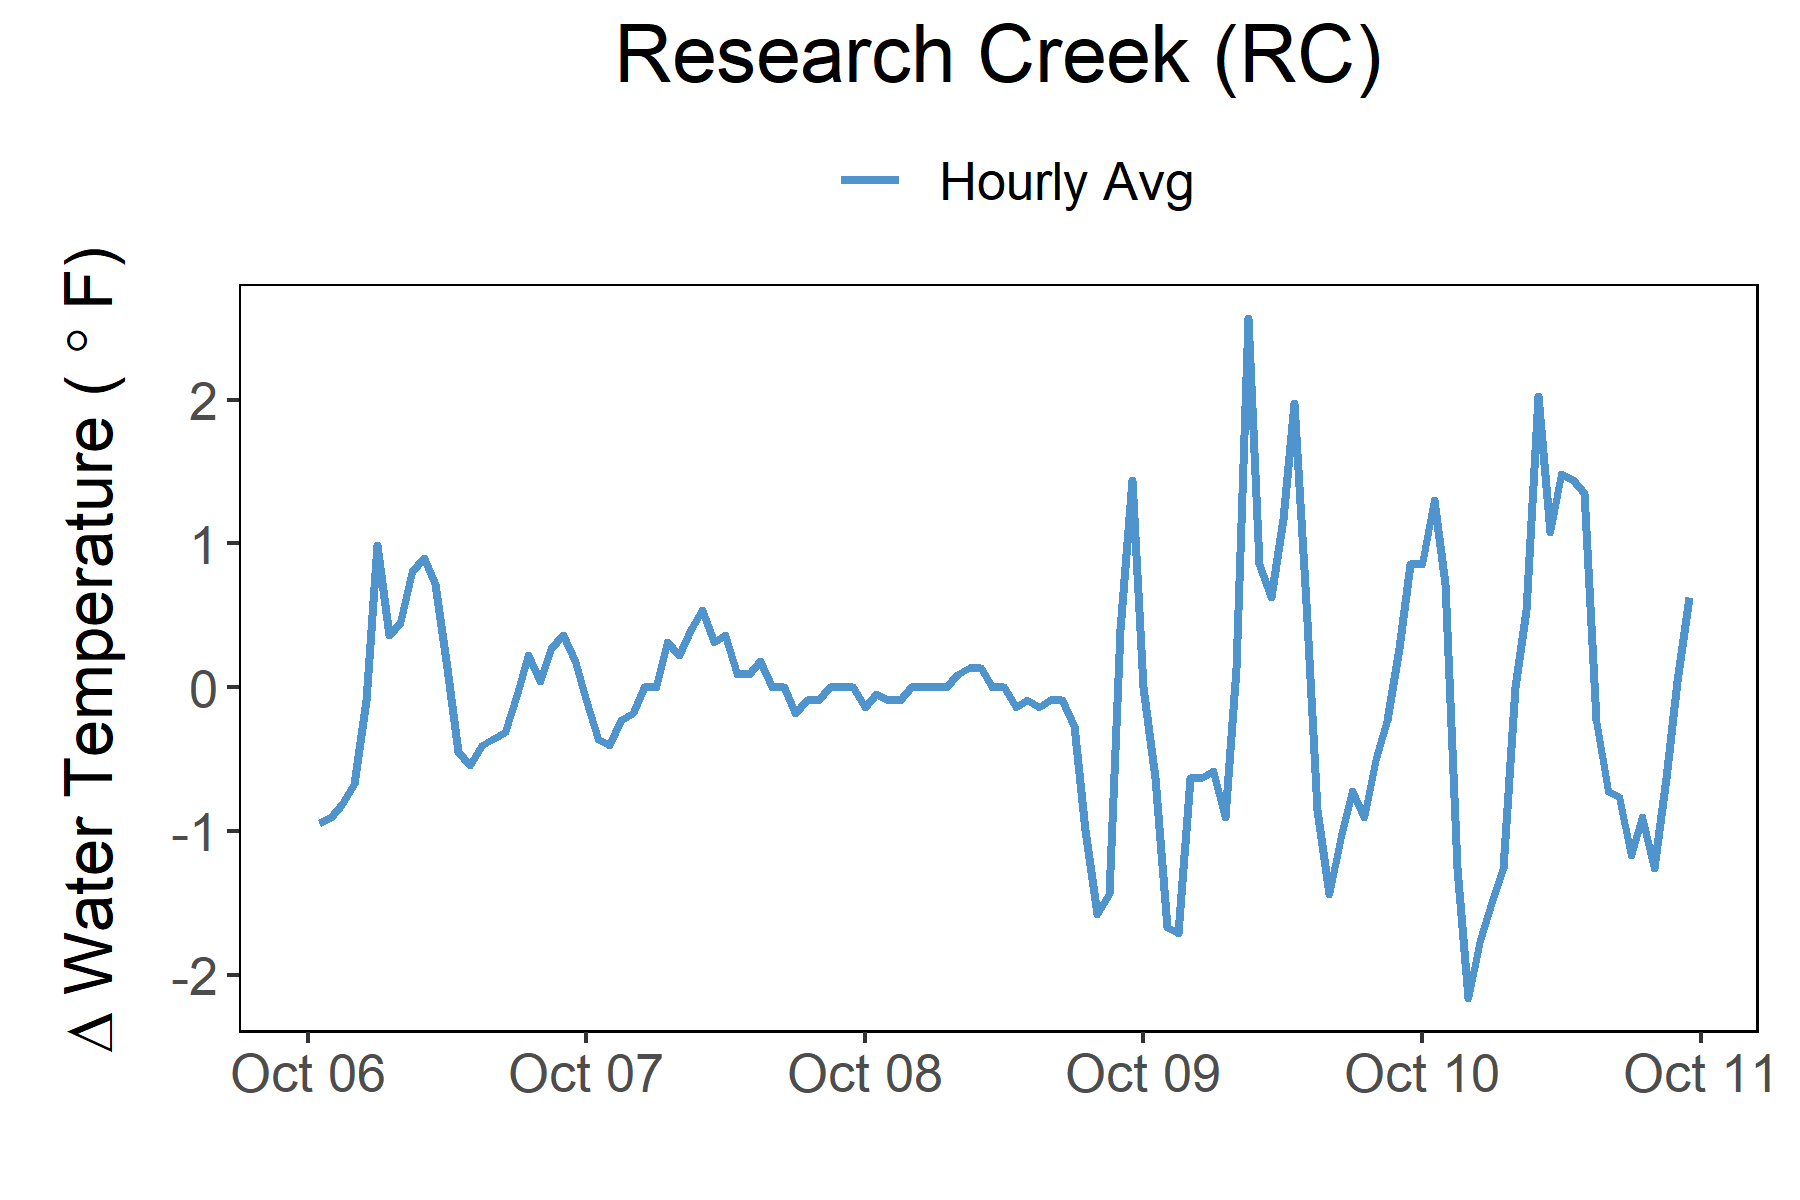 Research Creek (RC)
Hourly Avg
Δ Water Temperature ( ° F)
2
1
0
-1
-2
Oct 06 Oct 07 Oct 08 Oct 09 Oct 10 Oct 11